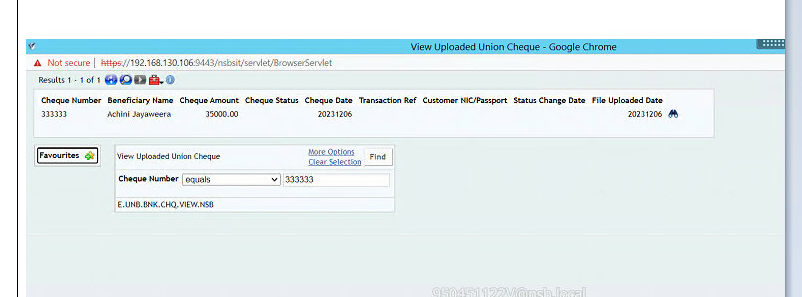 View Uploaded Union Cheque - Google Chrome
Not secure | https://192.168.130.106:9443/nsbsit/servlet/BrowserServlet
Results 1 - 1 of 1
Cheque Number Beneficiary Name Cheque Amount Cheque Status Cheque Date Transaction Ref Customer NIC/Passport Status Change Date File Uploaded Date
333333 Achini Jayaweera 35000.00 20231206 20231206
Favourites
View Uploaded Union Cheque More Options Find
Clear Selection
Cheque Number equals 333333
E.UNB.BNK.CHQ.VIEW.NSB
950451122V@nsb.local